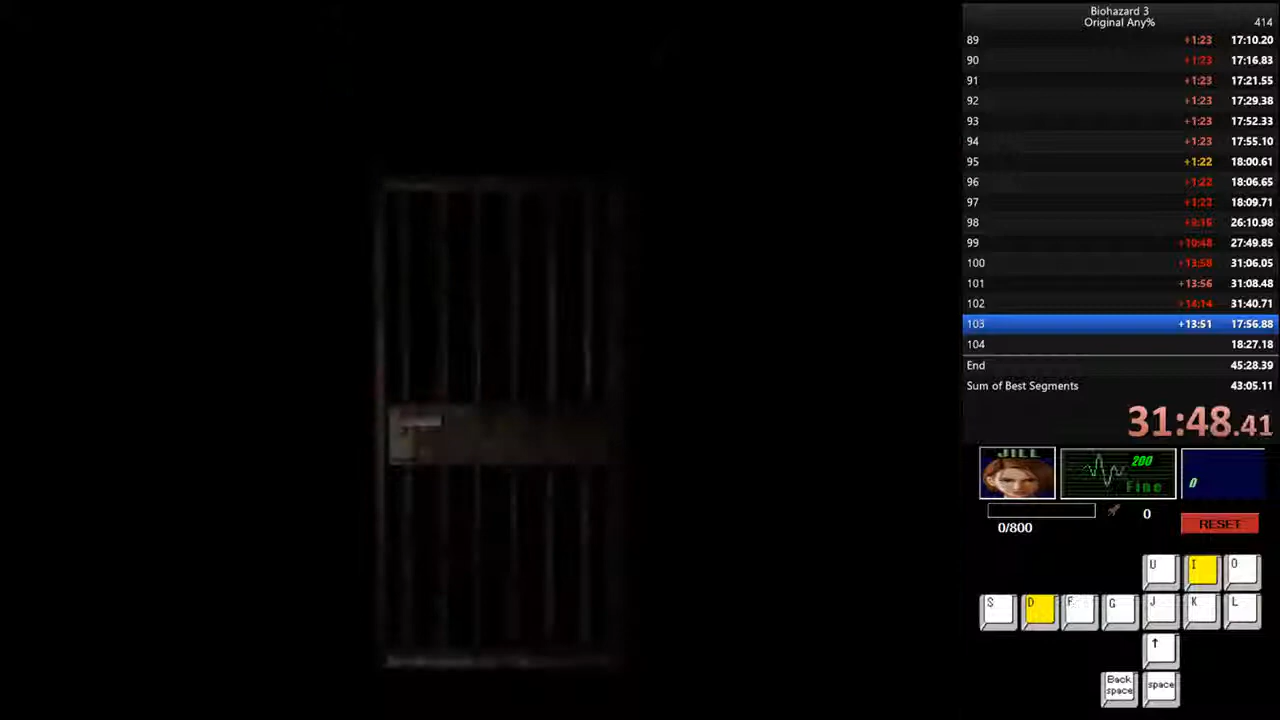 Biohazard 3
Original Any%
414
89 +1:23 17:10.20
90 +1:23 17:16.83
91 +1:23 17:21.55
92 +1:23 17:29.38
93 +1:23 17:52.33
94 +1:23 17:55.10
95 +1:22 18:00.61
96 +1:22 18:06.65
97 +1:22 18:09.71
98 26:10.98
99 +10:48 27:49.85
100 +13:58 31:06.05
101 +13:56 31:08.48
102 +14:14 31:40.71
103 +13:51 17:56.88
104 18:27.18
End 45:28.39
Sum of Best Segments 43:05.11
31:48.41
JILL
200
Fine
0
0/800
0
RESET
U I O
S D F G J K L
↑
Back
space
space